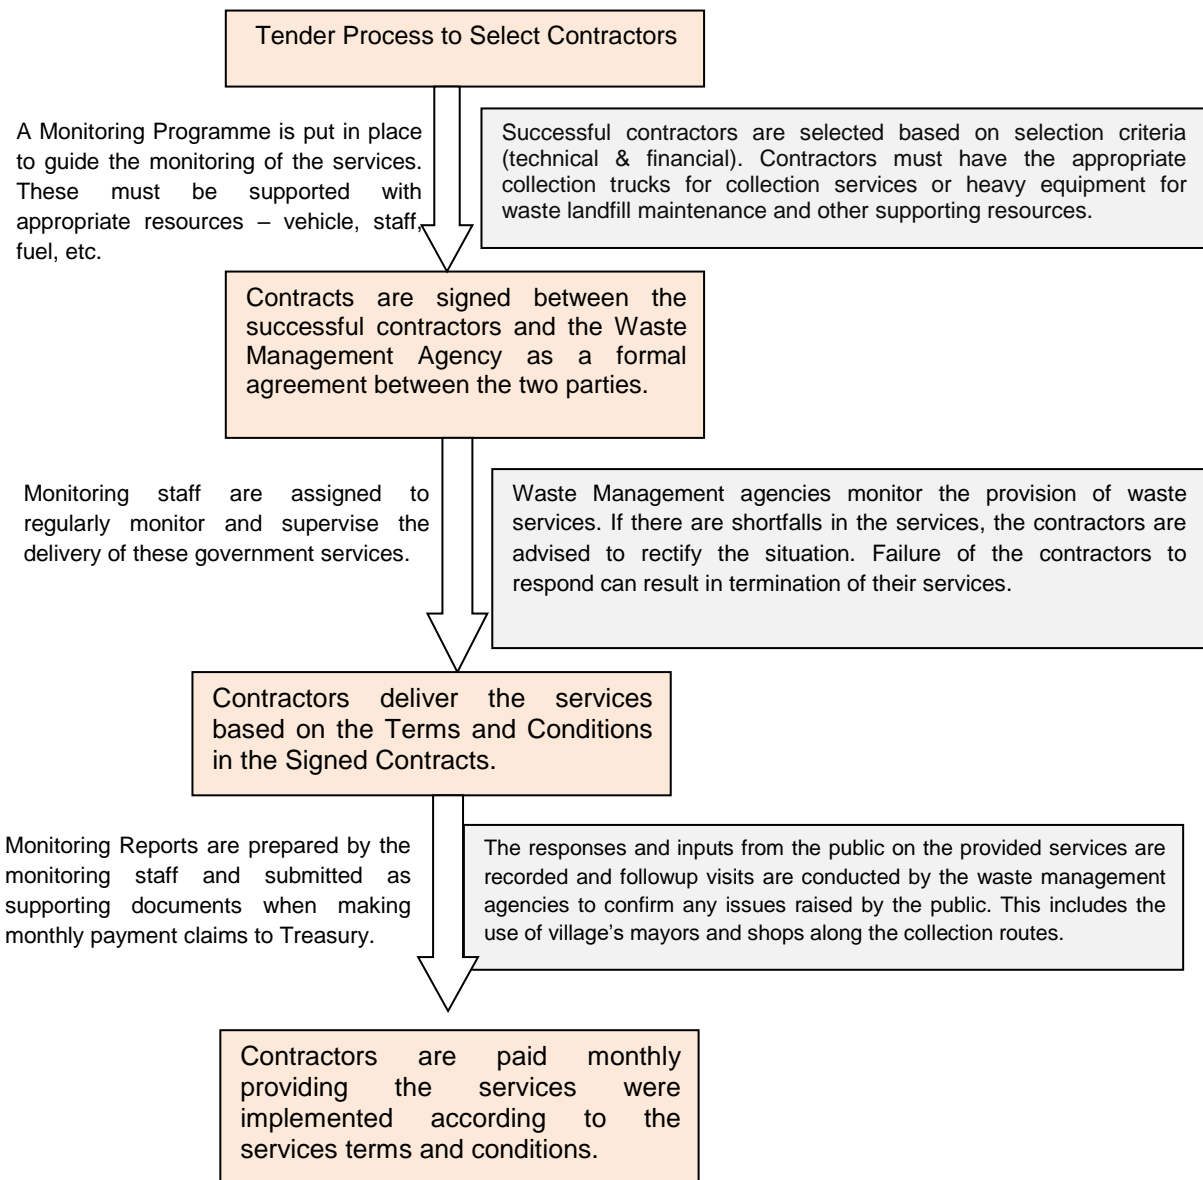 Tender Process to Select Contractors
A Monitoring Programme is put in place
to guide the monitoring of the services.
These must be supported with
appropriate resources – vehicle, staff,
fuel, etc.
Successful contractors are selected based on selection criteria
(technical & financial). Contractors must have the appropriate
collection trucks for collection services or heavy equipment for
waste landfill maintenance and other supporting resources.
Contracts are signed between the
successful contractors and the Waste
Management Agency as a formal
agreement between the two parties.
Monitoring staff are assigned to
regularly monitor and supervise the
delivery of these government services.
Waste Management agencies monitor the provision of waste
services. If there are shortfalls in the services, the contractors are
advised to rectify the situation. Failure of the contractors to
respond can result in termination of their services.
Contractors deliver the services
based on the Terms and Conditions
in the Signed Contracts.
Monitoring Reports are prepared by the
monitoring staff and submitted as
supporting documents when making
monthly payment claims to Treasury.
The responses and inputs from the public on the provided services are
recorded and followup visits are conducted by the waste management
agencies to confirm any issues raised by the public. This includes the
use of village’s mayors and shops along the collection routes.
Contractors are paid monthly
providing the services were
implemented according to the
services terms and conditions.